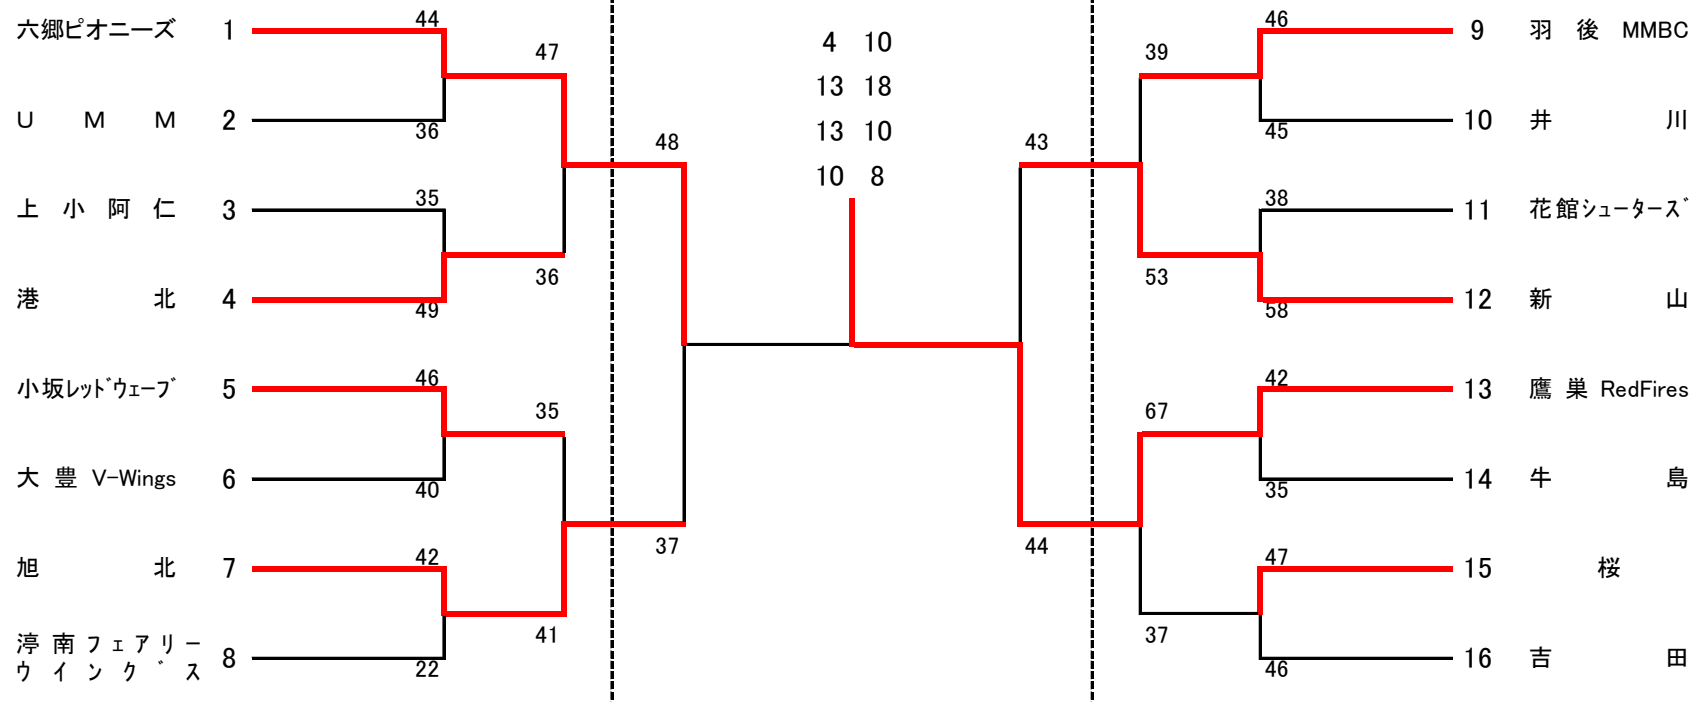 六郷ピオニーズ 1 44 46 9 羽後 MMBC
47 39
4 10
13 18
U M M 2 36 45 10 井川
13 10
48 43
10 8
上小阿仁 3 35 38 11 花館シューターズ
36 53
港北 4 49 58 12 新山
小坂レッドウェーブ 5 46 42 13 鷹巣 RedFires
35 67
大豊 V-Wings 6 40 35 14 牛島
37 44
旭北 7 42 47 15 桜
41 37
渟南フェアリー
ウイングス 8 22 46 16 吉田